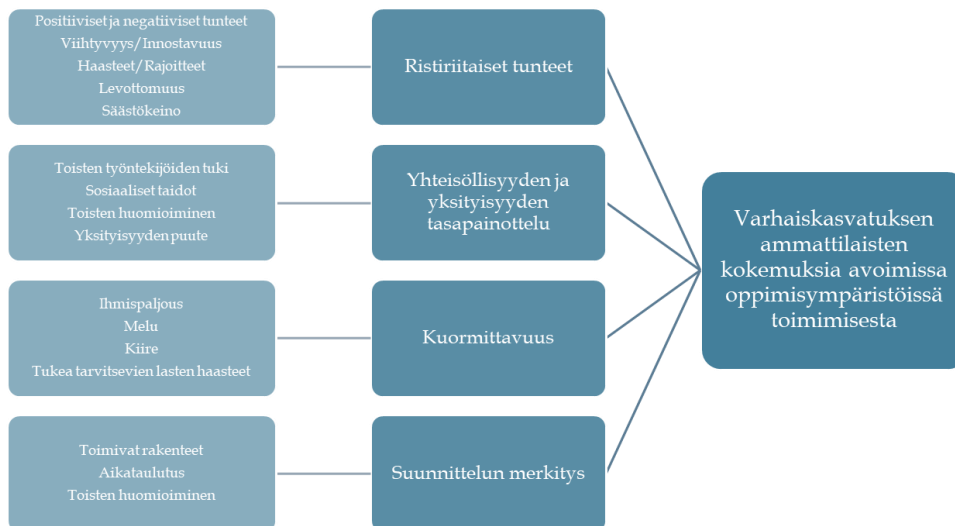 Positiiviset ja negatiiviset tunteet
Viihtyvyys/Innostavuus
Haasteet/Rajoitteet
Levottomuus
Säästökeino
Ristiriitaiset tunteet
Toisten työntekijöiden tuki
Sosiaaliset taidot
Toisten huomioiminen
Yksityisyyden puute
Yhteisöllisyyden ja
yksityisyyden
tasapainottelu
Ihmispaljous
Melu
Kiire
Tukea tarvitsevien lasten haasteet
Kuormittavuus
Toimivat rakenteet
Aikataulutus
Toisten huomioiminen
Suunnittelun merkitys
Varhaiskasvatuksen
ammattilaisten
kokemuksia avoimissa
oppimisympäristöissä
toimimisesta